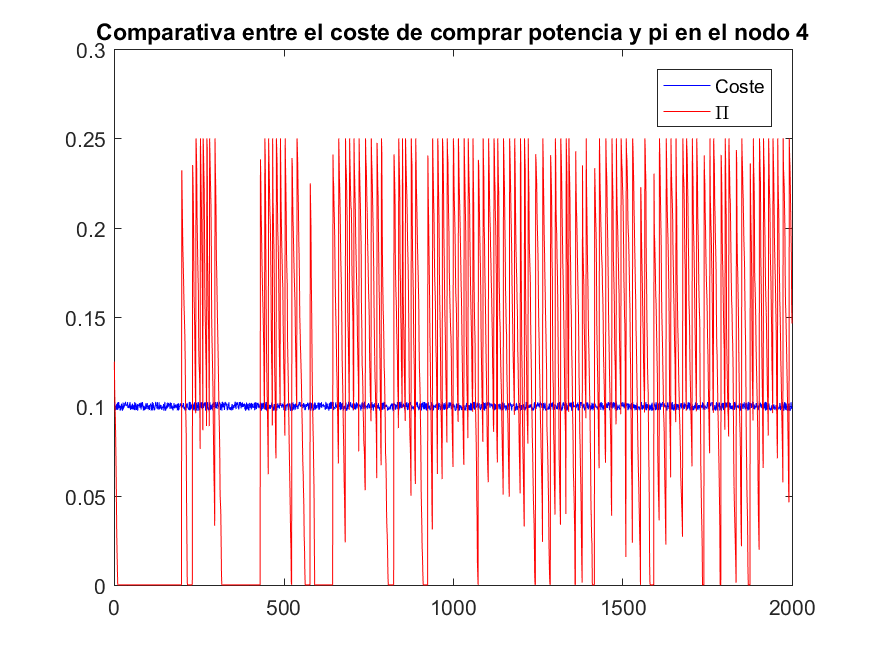 Comparativa entre el coste de comprar potencia y pi en el nodo 4
0.3
Coste
Π
0.25
0.2
0.15
0.1
0.05
0
0 500 1000 1500 2000